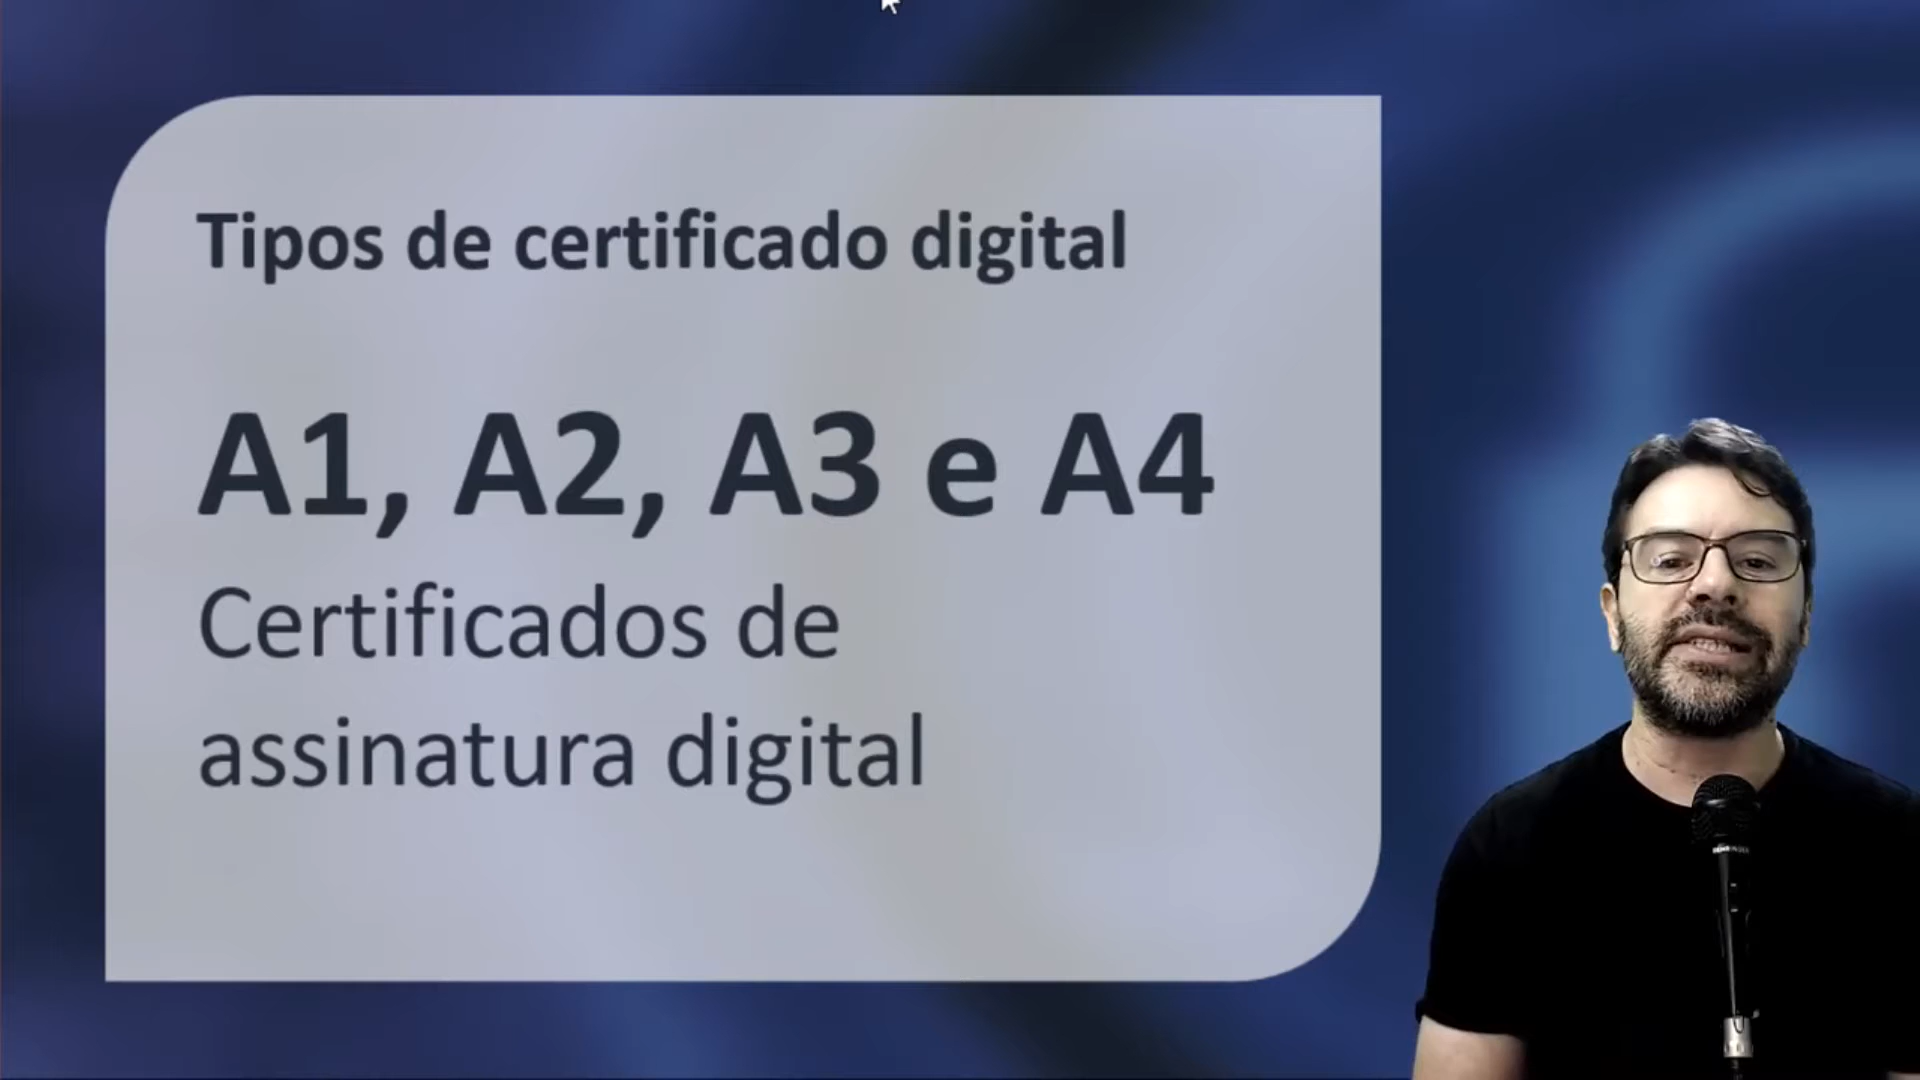 Tipos de certificado digital
A1, A2, A3 e A4
Certificados de
assinatura digital